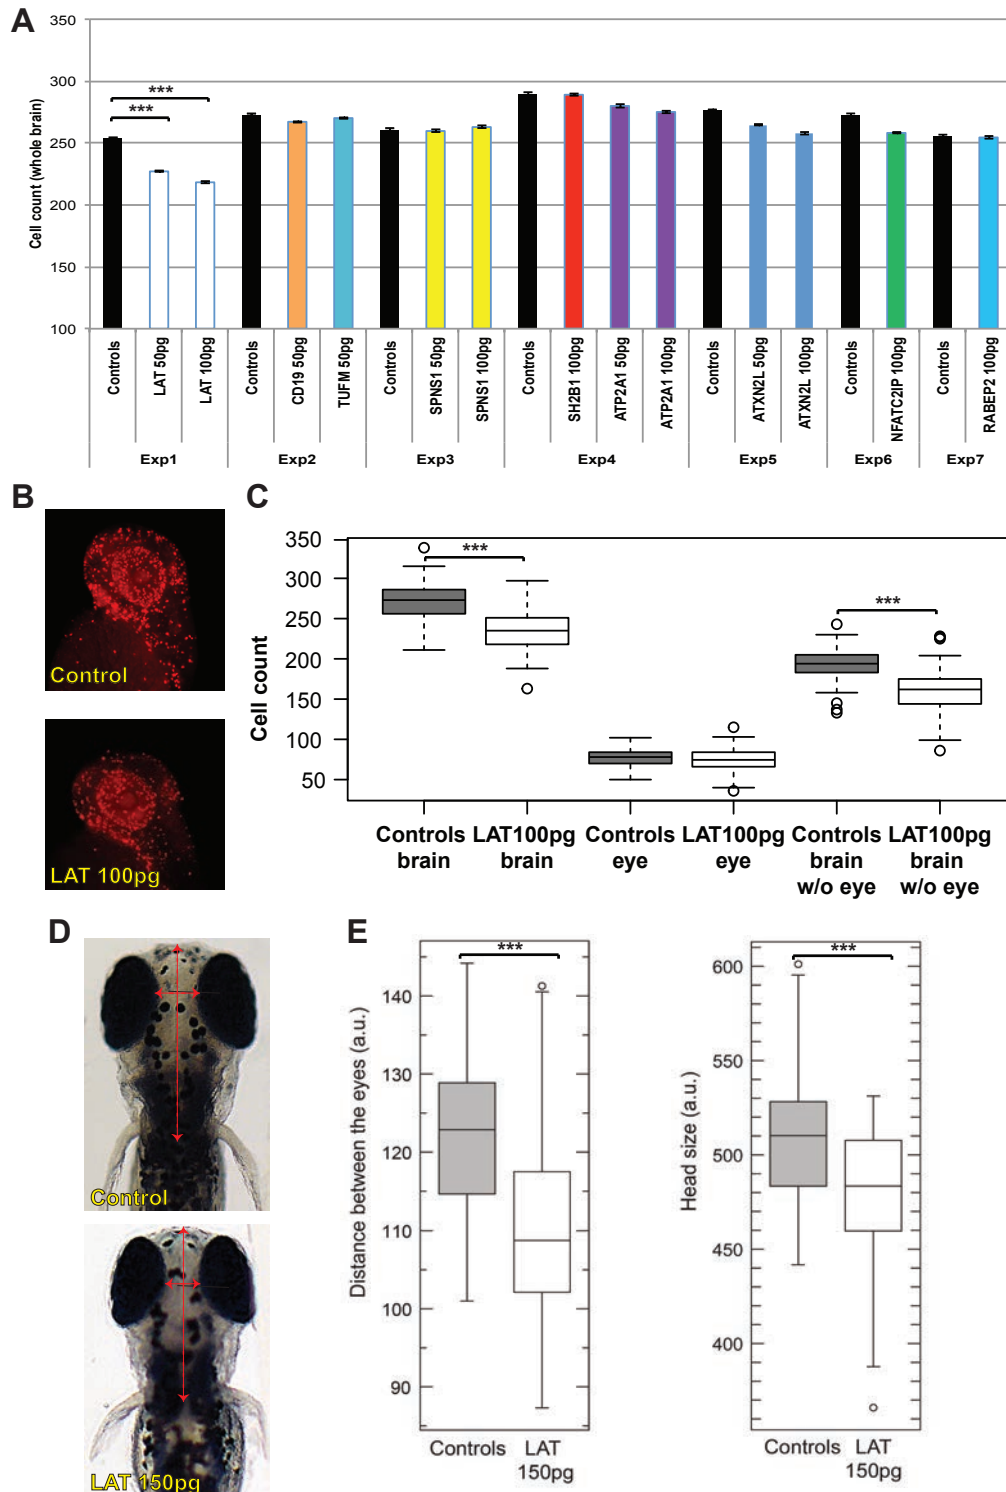 A
Cell count (whole brain)
350
300
250
200
150
100
***
***
Controls
LAT 50pg
LAT 100pg
Controls
CD19 50pg
TUFM 50pg
Controls
SPNS1 50pg
SPNS1 100pg
Controls
SH2B1 100pg
ATP2A1 50pg
ATP2A1 100pg
Controls
ATXN2L 50pg
ATXN2L 100pg
Controls
NFATC2IP 100pg
Controls
RABEP2 100pg
Exp1 Exp2 Exp3 Exp4 Exp5 Exp6 Exp7
B
Control
LAT 100pg
C
Cell count
350
300
250
200
150
100
50
***
***
Controls brain
LAT100pg brain
Controls eye
LAT100pg eye
Controls brain w/o eye
LAT100pg brain w/o eye
D
Control
LAT 150pg
E
Distance between the eyes (a.u.)
140
130
120
110
100
90
***
Controls
LAT 150pg
Head size (a.u.)
600
550
500
450
400
***
Controls
LAT 150pg